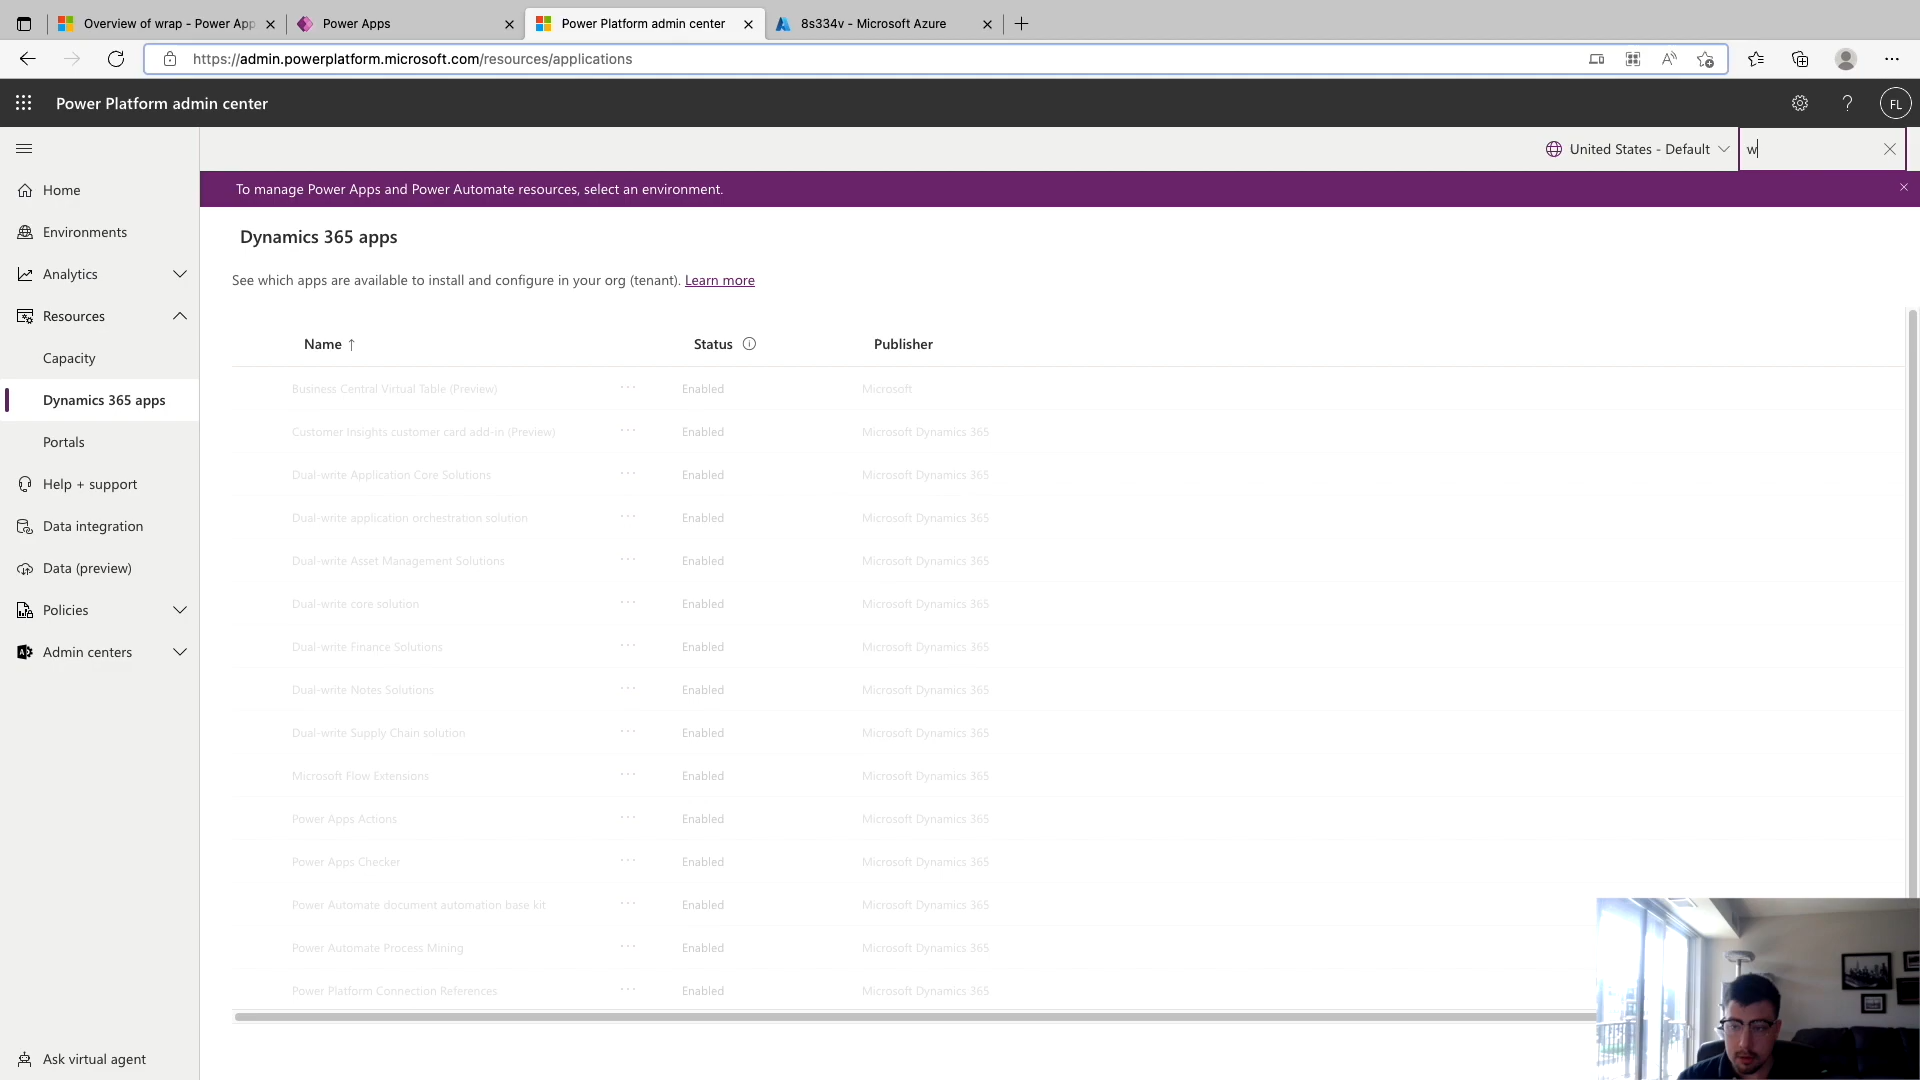 Overview of wrap - Power App
Power Apps
Power Platform admin center
8s334v - Microsoft Azure
https://admin.powerplatform.microsoft.com/resources/applications
Power Platform admin center
FL
United States - Default
w
To manage Power Apps and Power Automate resources, select an environment.
Home
Environments
Analytics
Resources
Capacity
Dynamics 365 apps
Portals
Help + support
Data integration
Data (preview)
Policies
Admin centers
Ask virtual agent
Dynamics 365 apps
See which apps are available to install and configure in your org (tenant). Learn more
Name ↑ Status Publisher
Business Central Virtual Table (Preview) ... Enabled Microsoft
Customer Insights customer card add-in (Preview) ... Enabled Microsoft Dynamics 365
Dual-write Application Core Solutions ... Enabled Microsoft Dynamics 365
Dual-write application orchestration solution ... Enabled Microsoft Dynamics 365
Dual-write Asset Management Solutions ... Enabled Microsoft Dynamics 365
Dual-write core solution ... Enabled Microsoft Dynamics 365
Dual-write Finance Solutions ... Enabled Microsoft Dynamics 365
Dual-write Notes Solutions ... Enabled Microsoft Dynamics 365
Dual-write Supply Chain solution ... Enabled Microsoft Dynamics 365
Microsoft Flow Extensions ... Enabled Microsoft Dynamics 365
Power Apps Actions ... Enabled Microsoft Dynamics 365
Power Apps Checker ... Enabled Microsoft Dynamics 365
Power Automate document automation base kit ... Enabled Microsoft Dynamics 365
Power Automate Process Mining ... Enabled Microsoft Dynamics 365
Power Platform Connection References ... Enabled Microsoft Dynamics 365